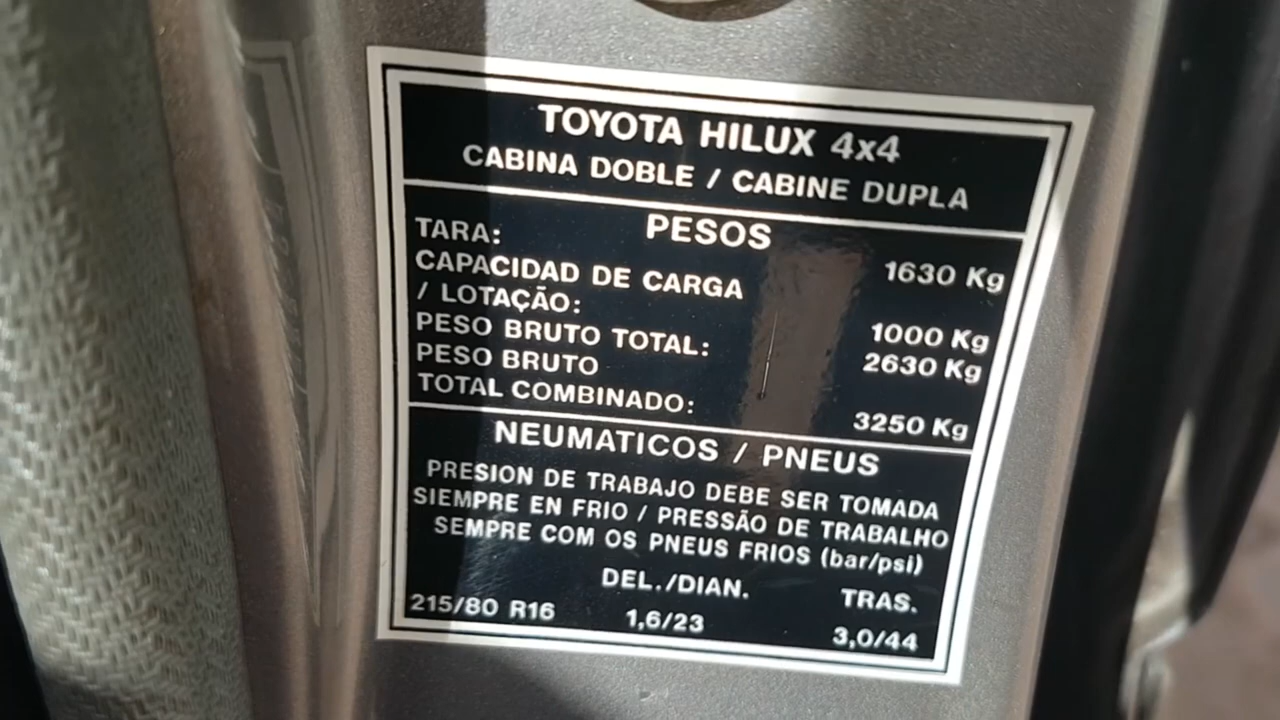 TOYOTA HILUX 4x4
CABINA DOBLE / CABINE DUPLA
PESOS
TARA: 1630 Kg
CAPACIDAD DE CARGA
/ LOTAÇÃO: 1000 Kg
PESO BRUTO TOTAL: 2630 Kg
PESO BRUTO
TOTAL COMBINADO: 3250 Kg
NEUMATICOS / PNEUS
PRESION DE TRABAJO DEBE SER TOMADA
SIEMPRE EN FRIO / PRESSÃO DE TRABALHO
SEMPRE COM OS PNEUS FRIOS (bar/psi)
DEL./DIAN. TRAS.
215/80 R16 1,6/23 3,0/44